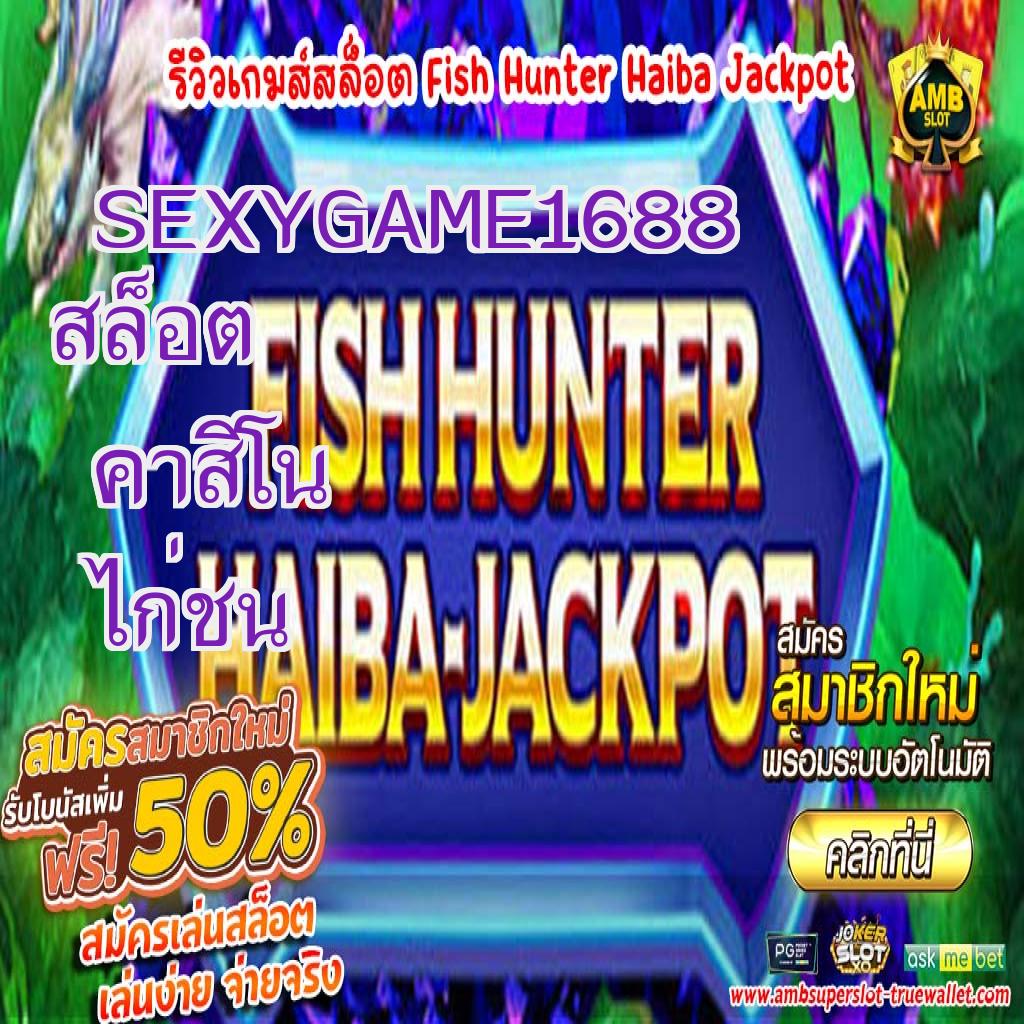 รีวิวเกมส์สล็อต Fish Hunter Haiba Jackpot
AMB
SLOT
SEXYGAME1688
สล็อต
FISH HUNTER
คาสิโน
ไก่ชน
HAIBA-JACKPOT
สมัคร
สมาชิกใหม่
พร้อมระบบอัตโนมัติ
คลิกที่นี่
สมัครสมาชิกใหม่
รับโบนัสเพิ่ม
ฟรี! 50%
สมัครเล่นสล็อต
เล่นง่าย จ่ายจริง
PG
JOKER
SLOT
XO
ask me bet
www.ambsuperslot-truewallet.com